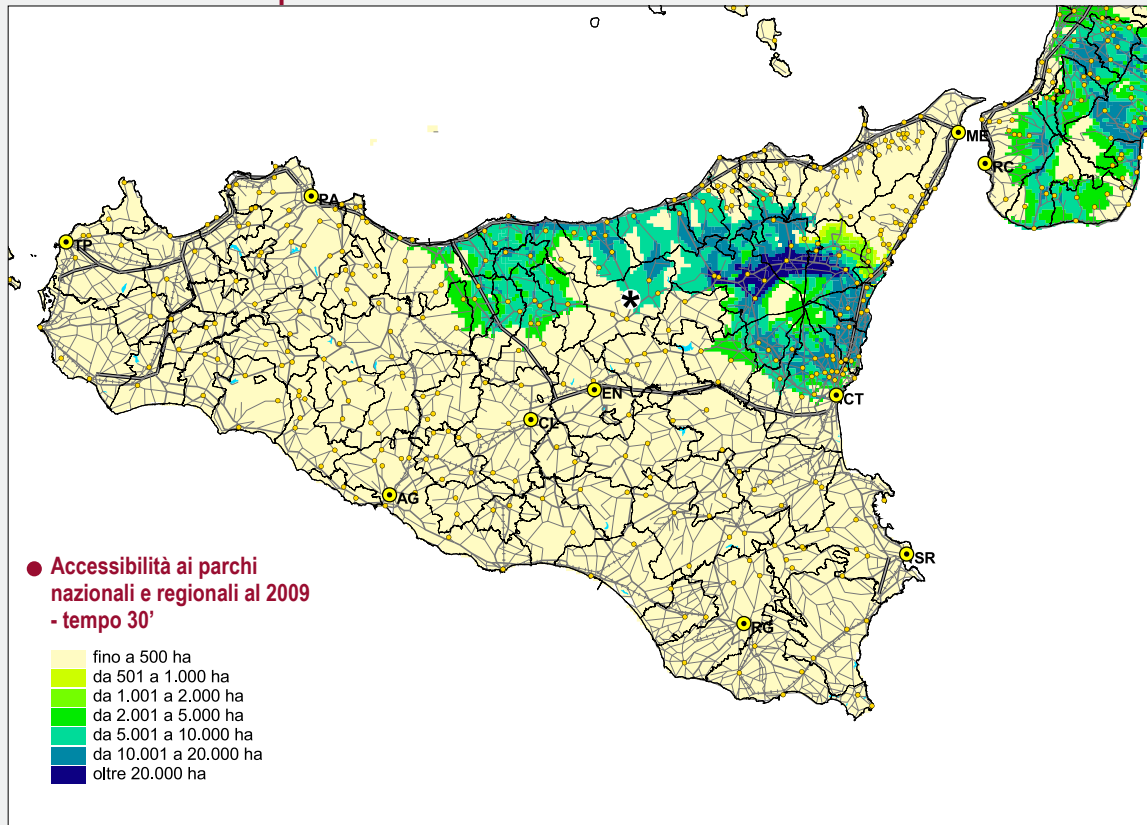 ME
RC
PA
TP
*
EN
CT
CL
AG
SR
RG
● Accessibilità ai parchi
nazionali e regionali al 2009
- tempo 30’
fino a 500 ha
da 501 a 1.000 ha
da 1.001 a 2.000 ha
da 2.001 a 5.000 ha
da 5.001 a 10.000 ha
da 10.001 a 20.000 ha
oltre 20.000 ha